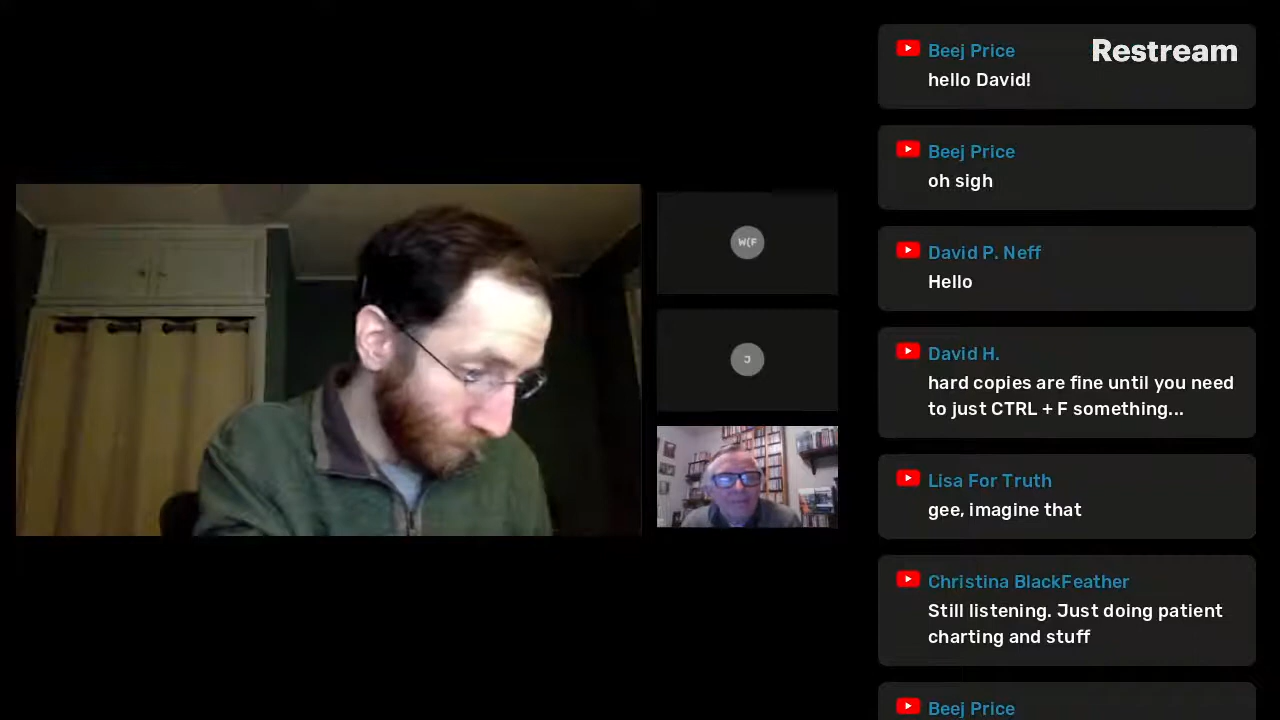 W(F
J
Restream
Beej Price
hello David!
Beej Price
oh sigh
David P. Neff
Hello
David H.
hard copies are fine until you need
to just CTRL + F something...
Lisa For Truth
gee, imagine that
Christina BlackFeather
Still listening. Just doing patient
charting and stuff
Beej Price